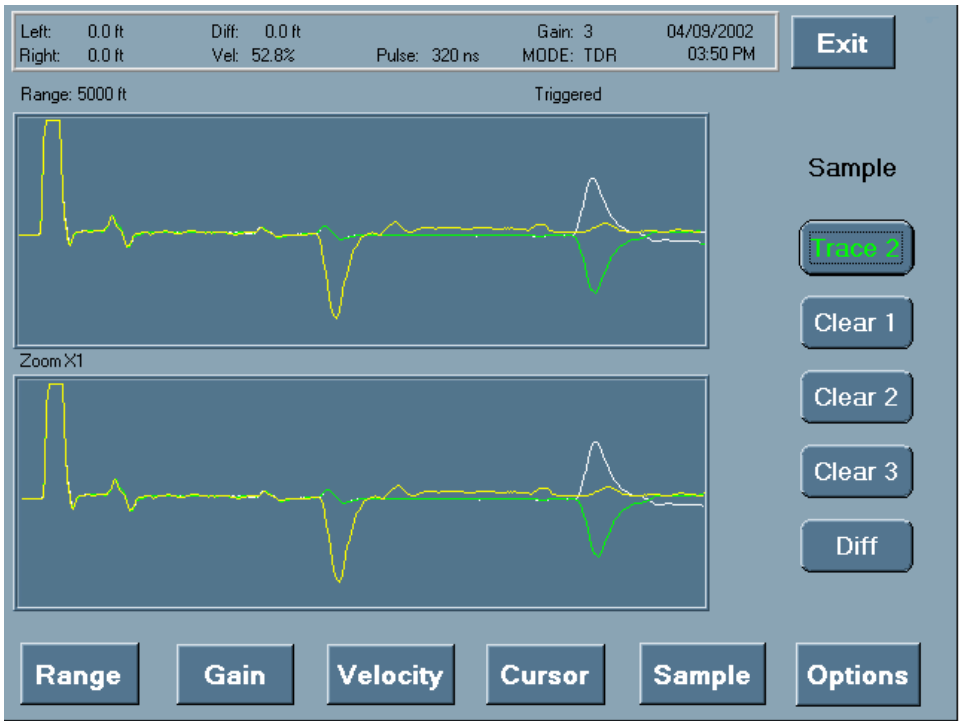 Left: 0.0 ft Diff: 0.0 ft Gain: 3 04/09/2002
Right: 0.0 ft Vel: 52.8% Pulse: 320 ns MODE: TDR 03:50 PM
Exit
Range: 5000 ft Triggered
Sample
Trace 2
Clear 1
Zoom X1
Clear 2
Clear 3
Diff
Range Gain Velocity Cursor Sample Options